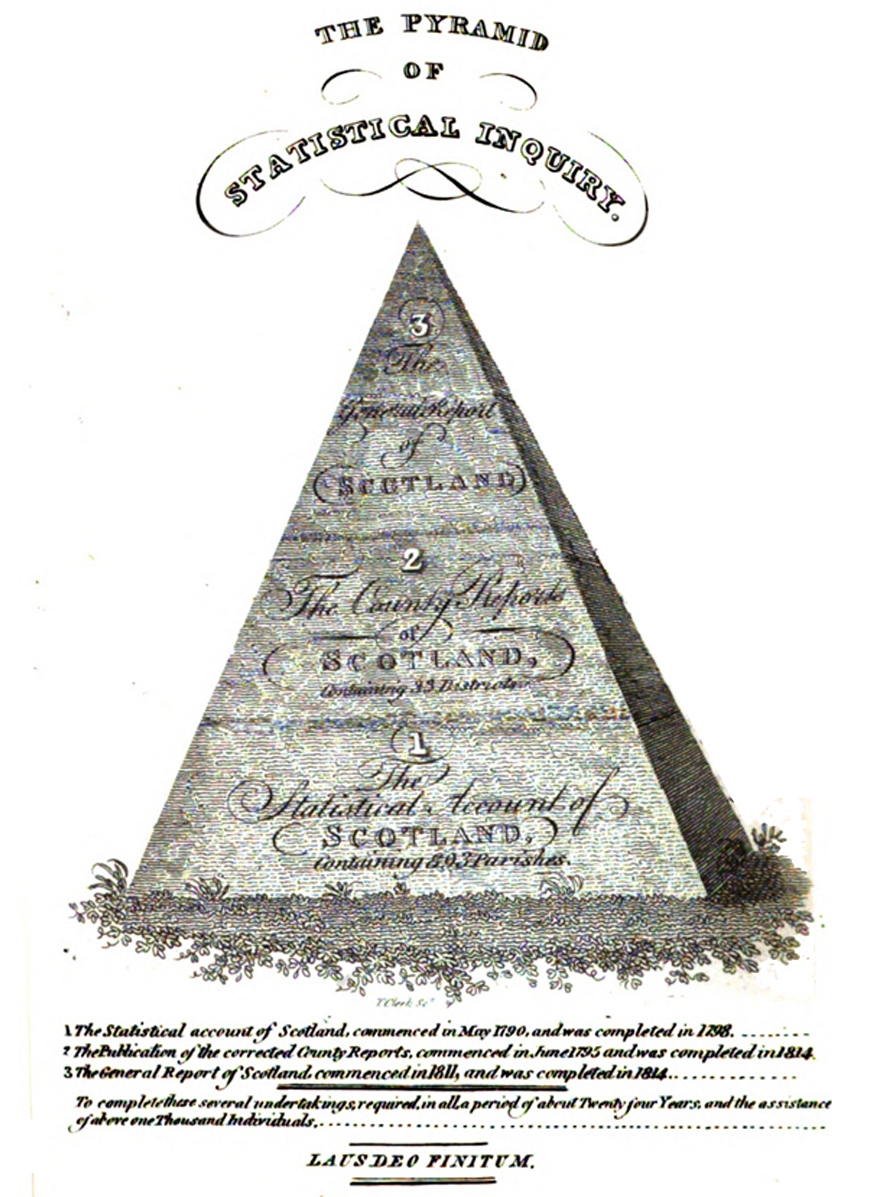 THE PYRAMID
OF
STATISTICAL INQUIRY.
3
The
General Report
of
SCOTLAND
2
The County Reports
of
SCOTLAND,
Containing 33 Districts.
1
The
Statistical Account of
SCOTLAND,
Containing 893 Parishes.
T. Clerk Sct.
1 The Statistical account of Scotland, commenced in May 1790, and was completed in 1798.
2 The Publication of the corrected County Reports, commenced in June 1795 and was completed in 1814.
3 The General Report of Scotland, commenced in 1811, and was completed in 1814.
To complete these several undertakings, required, in all, a period of about Twenty four Years, and the assistance
of above one Thousand Individuals.
LAUS DEO FINITUM.